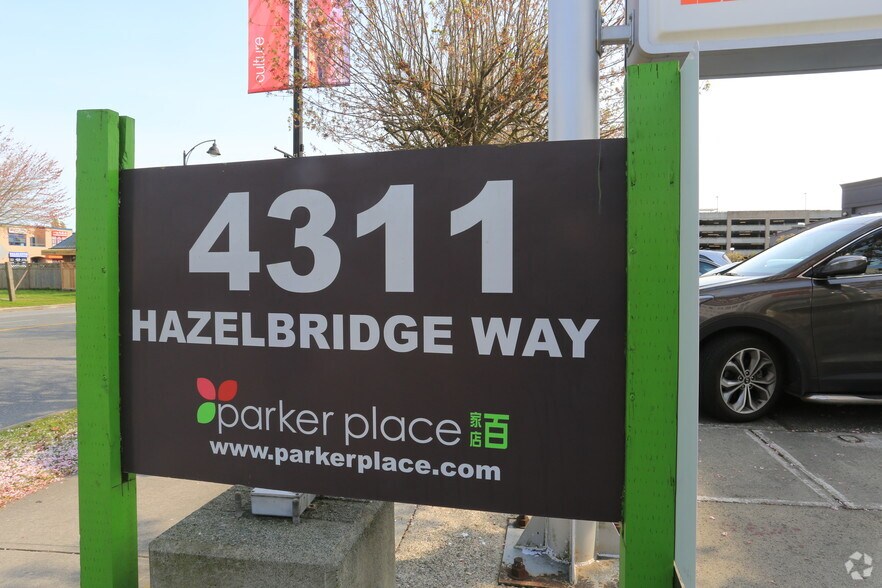 culture
4311
HAZELBRIDGE WAY
parker place 家店 百
www.parkerplace.com